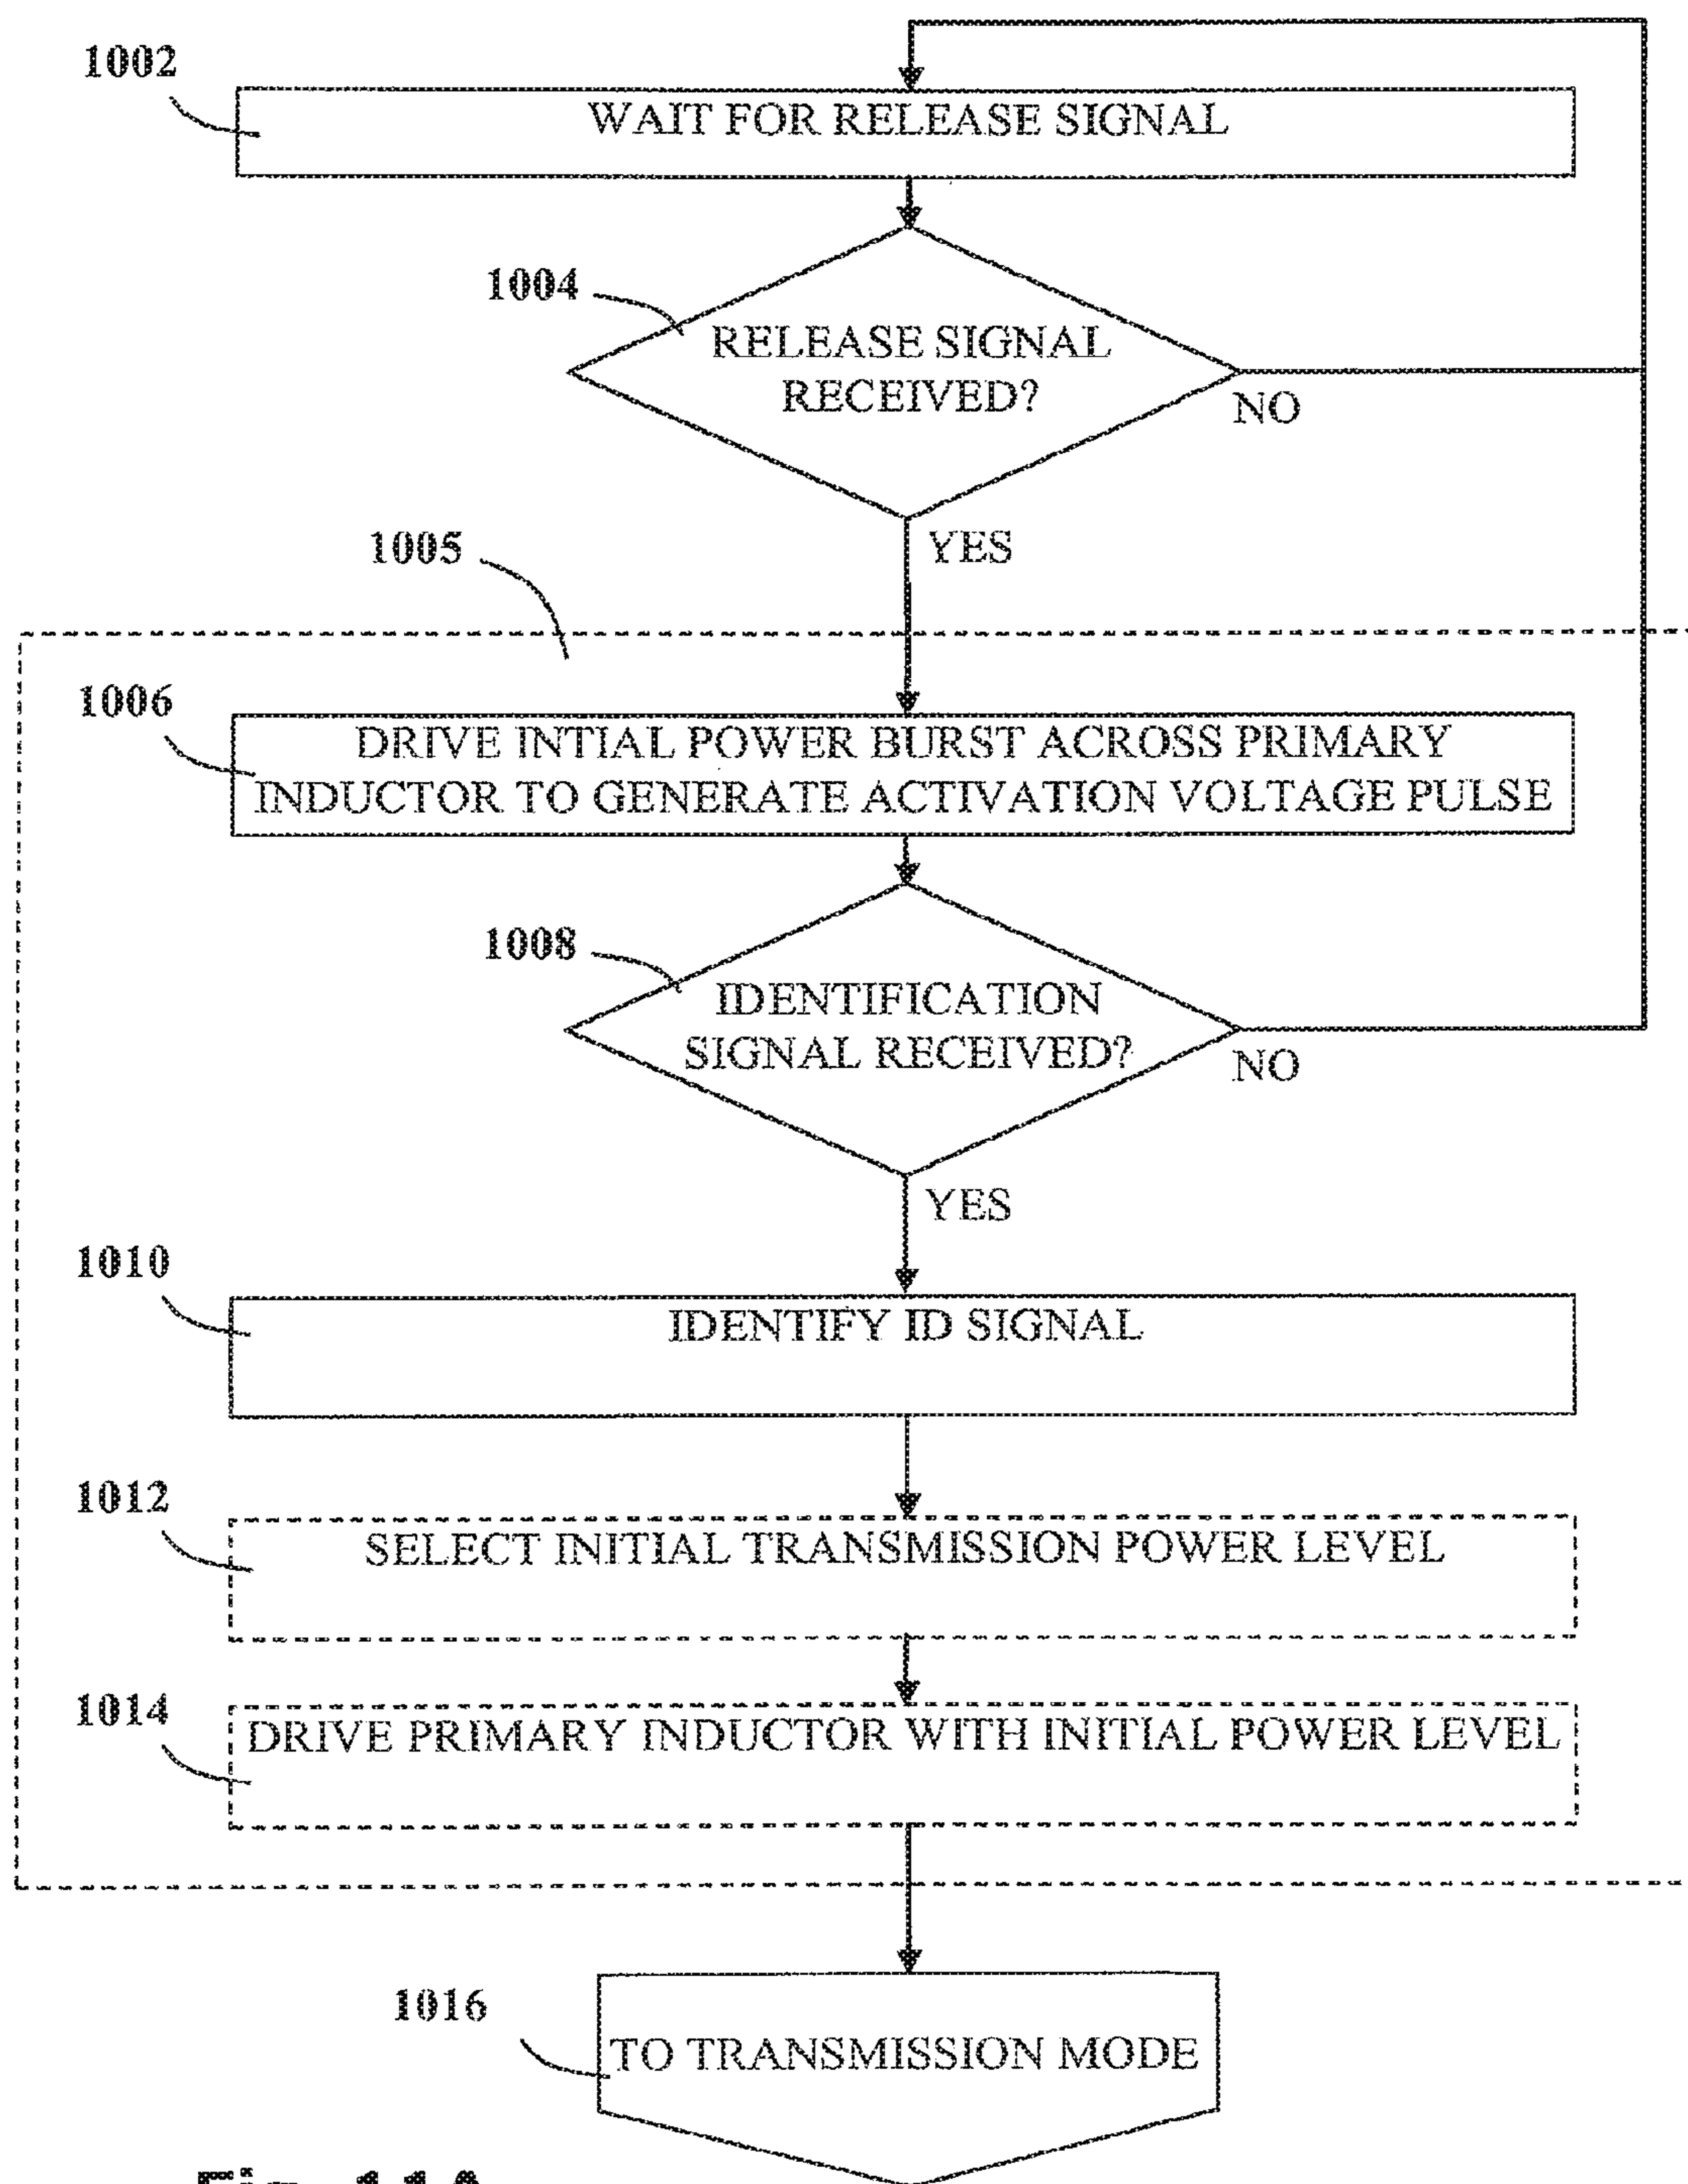 1002
WAIT FOR RELEASE SIGNAL
1004
RELEASE SIGNAL
RECEIVED?
NO
YES
1005
1006
DRIVE INTIAL POWER BURST ACROSS PRIMARY
INDUCTOR TO GENERATE ACTIVATION VOLTAGE PULSE
1008
IDENTIFICATION
SIGNAL RECEIVED?
NO
YES
1010
IDENTIFY ID SIGNAL
1012
SELECT INITIAL TRANSMISSION POWER LEVEL
1014
DRIVE PRIMARY INDUCTOR WITH INITIAL POWER LEVEL
1016
TO TRANSMISSION MODE